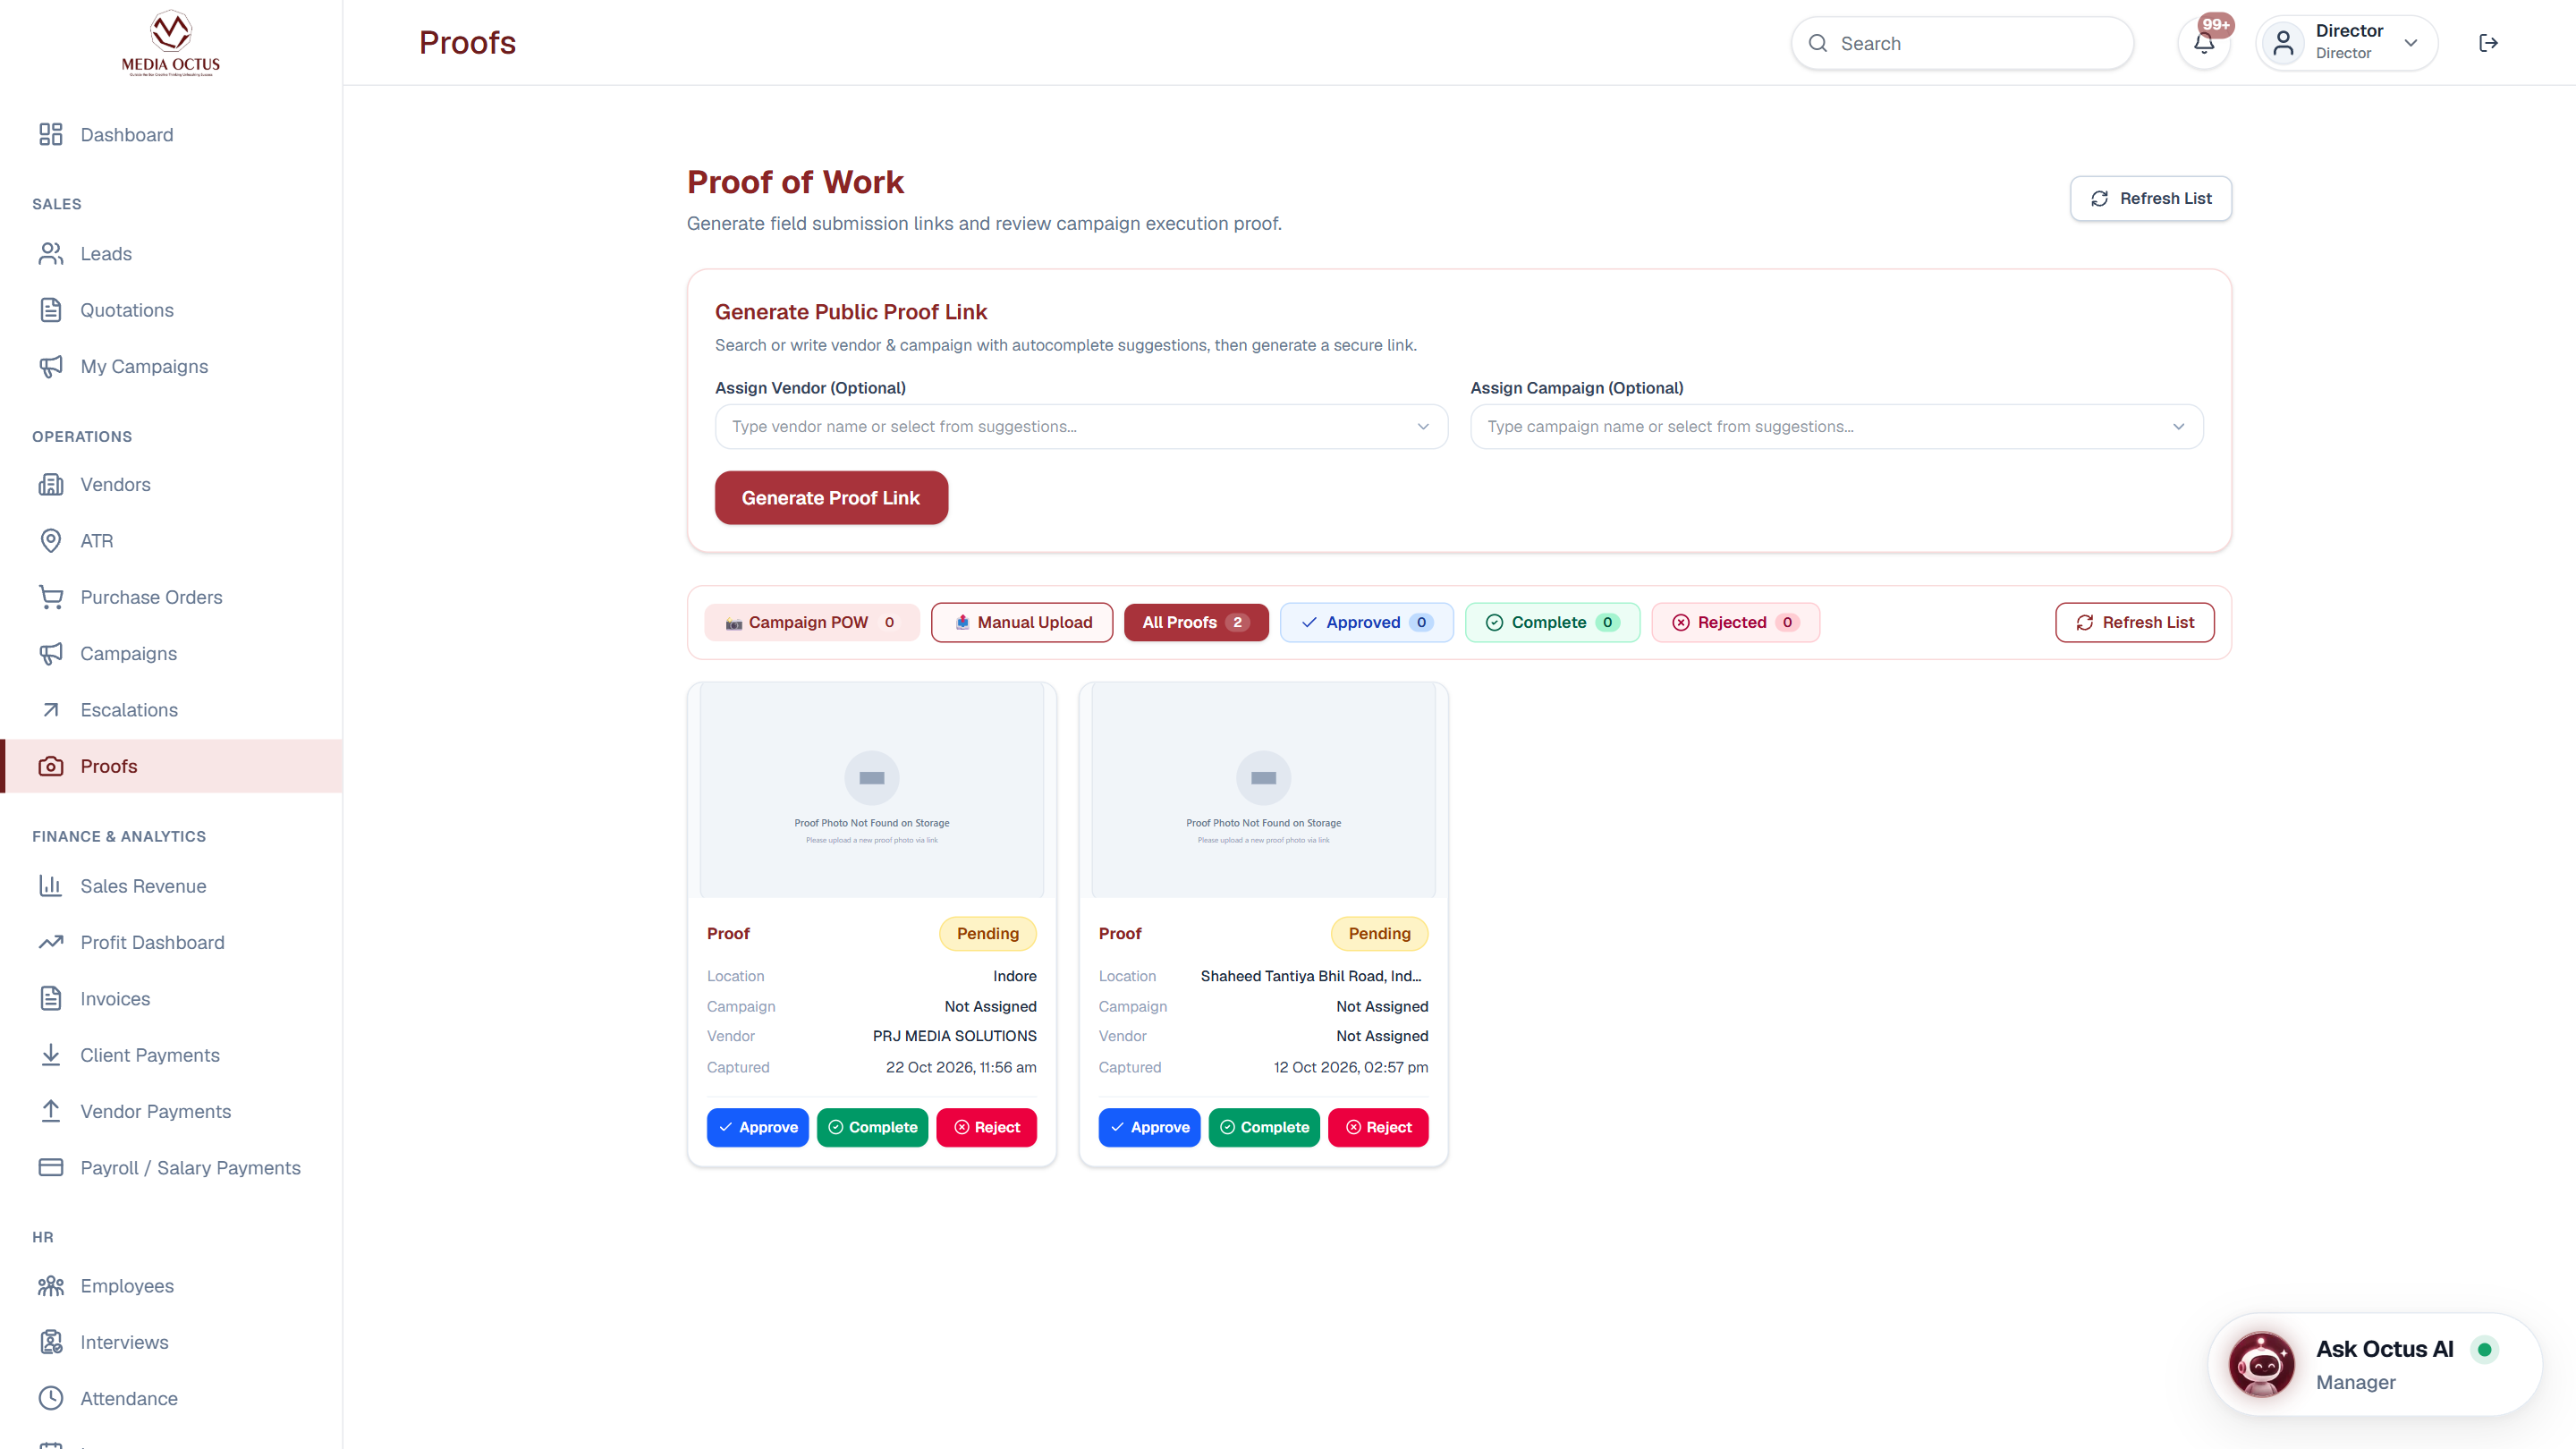 MEDIA OCTUS
Proofs
Search
99+
Director
Director
Dashboard
SALES
Leads
Quotations
My Campaigns
OPERATIONS
Vendors
ATR
Purchase Orders
Campaigns
Escalations
Proofs
FINANCE & ANALYTICS
Sales Revenue
Profit Dashboard
Invoices
Client Payments
Vendor Payments
Payroll / Salary Payments
HR
Employees
Interviews
Attendance
Proof of Work
Generate field submission links and review campaign execution proof.
Refresh List
Generate Public Proof Link
Search or write vendor & campaign with autocomplete suggestions, then generate a secure link.
Assign Vendor (Optional)
Type vendor name or select from suggestions...
Assign Campaign (Optional)
Type campaign name or select from suggestions...
Generate Proof Link
Campaign POW 0
Manual Upload
All Proofs 2
Approved 0
Complete 0
Rejected 0
Refresh List
Proof Photo Not Found on Storage
Please upload a new proof photo via link
Proof
Pending
Location Indore
Campaign Not Assigned
Vendor PRJ MEDIA SOLUTIONS
Captured 22 Oct 2026, 11:56 am
Approve
Complete
Reject
Proof Photo Not Found on Storage
Please upload a new proof photo via link
Proof
Pending
Location Shaheed Tantiya Bhil Road, Ind...
Campaign Not Assigned
Vendor Not Assigned
Captured 12 Oct 2026, 02:57 pm
Approve
Complete
Reject
Ask Octus AI
Manager